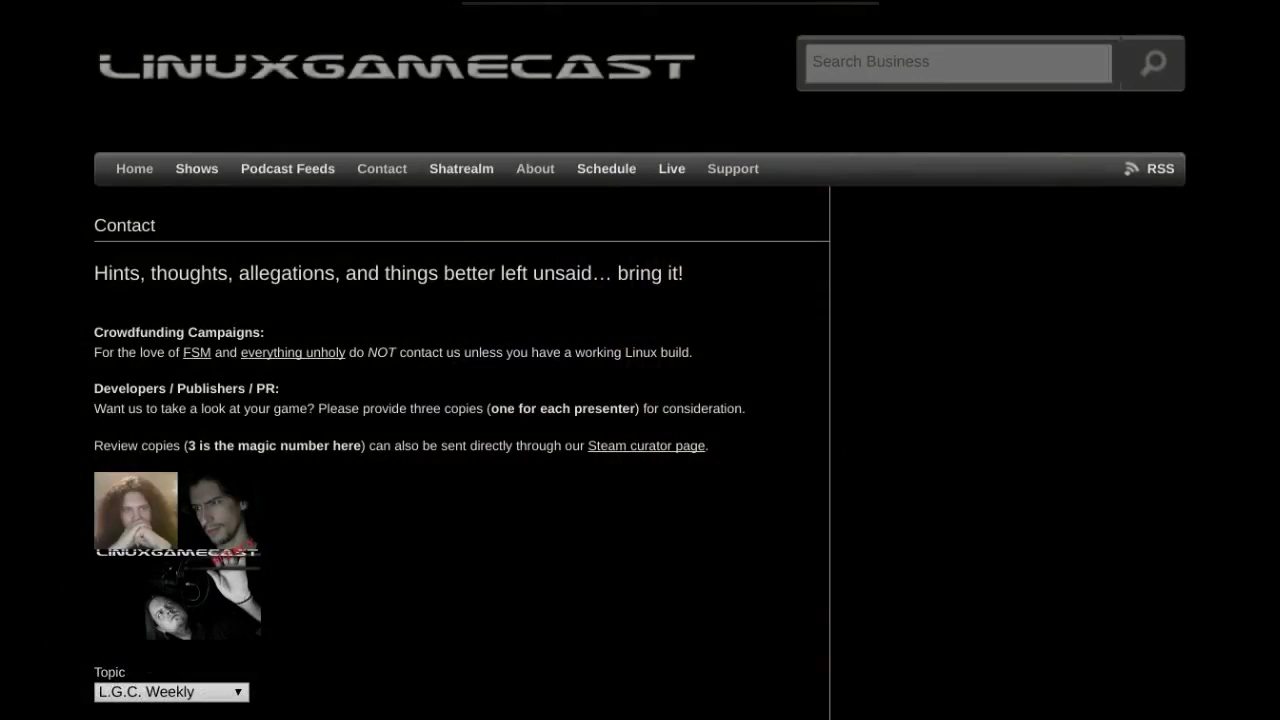 LINUXGAMECAST
Search Business
Home Shows Podcast Feeds Contact Shatrealm About Schedule Live Support RSS
Contact
Hints, thoughts, allegations, and things better left unsaid… bring it!
Crowdfunding Campaigns:
For the love of FSM and everything unholy do NOT contact us unless you have a working Linux build.
Developers / Publishers / PR:
Want us to take a look at your game? Please provide three copies (one for each presenter) for consideration.
Review copies (3 is the magic number here) can also be sent directly through our Steam curator page.
LINUXGAMECAST
Topic
L.G.C. Weekly